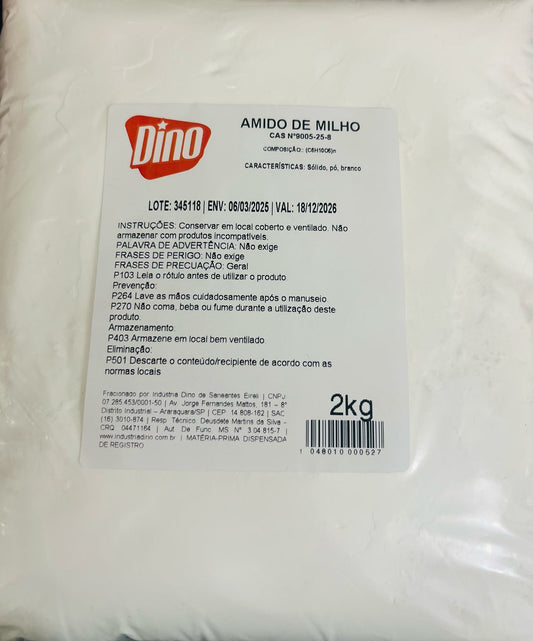 Dino
AMIDO DE MILHO
CAS Nº9005-25-8
COMPOSIÇÃO: (C6H10O6)n
CARACTERÍSTICAS: Sólido, pó, branco
LOTE: 345118 | ENV: 06/03/2025 | VAL: 18/12/2026
INSTRUÇÕES: Conservar em local coberto e ventilado. Não
armazenar com produtos incompatíveis.
PALAVRA DE ADVERTÊNCIA: Não exige
FRASES DE PERIGO: Não exige
FRASES DE PRECUAÇÃO: Geral
P103 Leia o rótulo antes de utilizar o produto
Prevenção:
P264 Lave as mãos cuidadosamente após o manuseio
P270 Não coma, beba ou fume durante a utilização deste
produto.
Armazenamento:
P403 Armazene em local bem ventilado.
Eliminação:
P501 Descarte o conteúdo/recipiente de acordo com as
normas locais
Fracionado por Indústria Dino de Saneantes Eireli | CNPJ
07.285.453/0001-50 | Av. Jorge Fernandes Mattos, 181 – 8º
Distrito Industrial – Araraquara/SP | CEP: 14.808-162 | SAC
(16) 3010-874 | Resp. Técnico: Deusdete Martins da Silva -
CRQ: 04471164 | Aut. De Func. MS Nº 3.04.815-7 |
www.industriadino.com.br | MATÉRIA-PRIMA DISPENSADA
DE REGISTRO
2kg
1 048010 000527